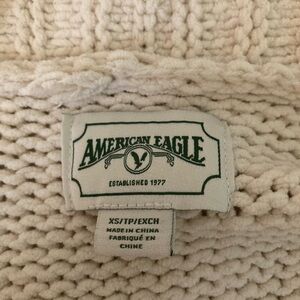 AMERICAN EAGLE
ESTABLISHED 1977
XS/TP/EXCH
MADE IN CHINA
FABRIQUÉ EN
CHINE